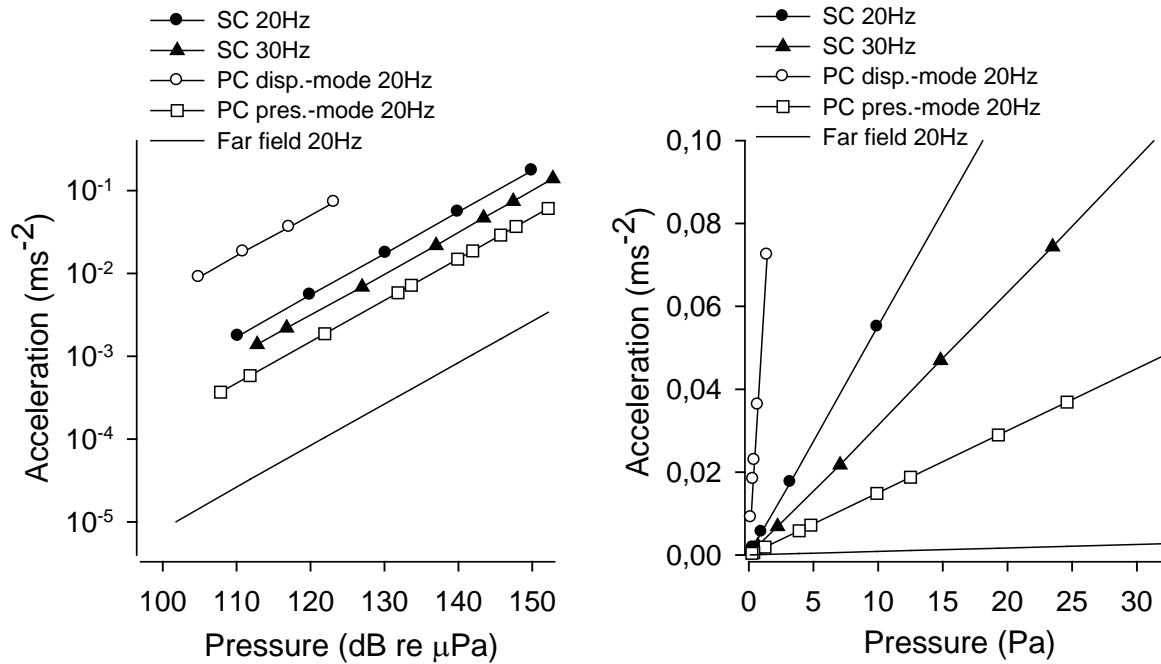 SC 20Hz
SC 30Hz
PC disp.-mode 20Hz
PC pres.-mode 20Hz
Far field 20Hz
Acceleration (ms-2)
10-1
10-2
10-3
10-4
10-5
100 110 120 130 140 150
Pressure (dB re μPa)
SC 20Hz
SC 30Hz
PC disp.-mode 20Hz
PC pres.-mode 20Hz
Far field 20Hz
Acceleration (ms-2)
0,10
0,08
0,06
0,04
0,02
0,00
0 5 10 15 20 25 30
Pressure (Pa)